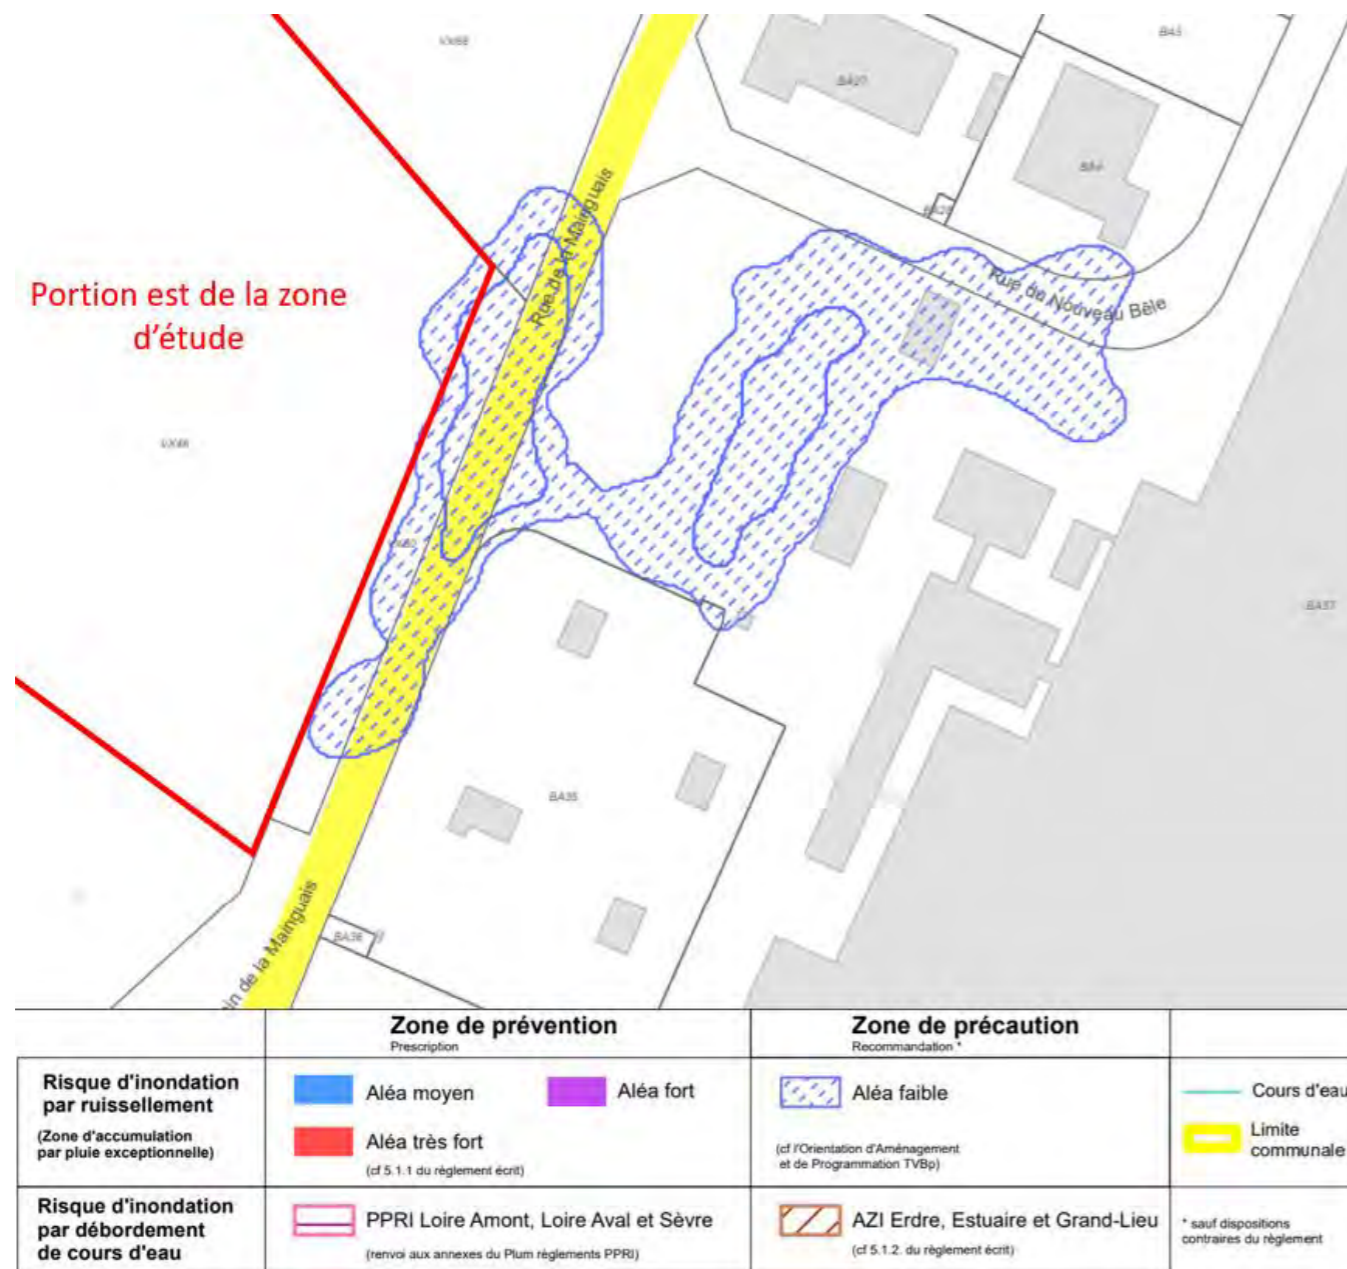 BA5
BA27
BA4
BA28
Rue de la Mainguais
Portion est de la zone
d'étude
Rue du Nouveau Bêle
BA37
BA35
BA36
in de la Mainguais
Zone de prévention
Prescription
Zone de précaution
Recommandation *
Risque d'inondation
par ruissellement
(Zone d'accumulation
par pluie exceptionnelle)
Aléa moyen
Aléa fort
Aléa très fort
(cf 5.1.1 du règlement écrit)
Aléa faible
(cf l'Orientation d'Aménagement
et de Programmation TVBp)
Cours d'eau
Limite
communale
Risque d'inondation
par débordement
de cours d'eau
PPRI Loire Amont, Loire Aval et Sèvre
(renvoi aux annexes du Plum règlements PPRI)
AZI Erdre, Estuaire et Grand-Lieu
(cf 5.1.2. du règlement écrit)
* sauf dispositions
contraires du règlement